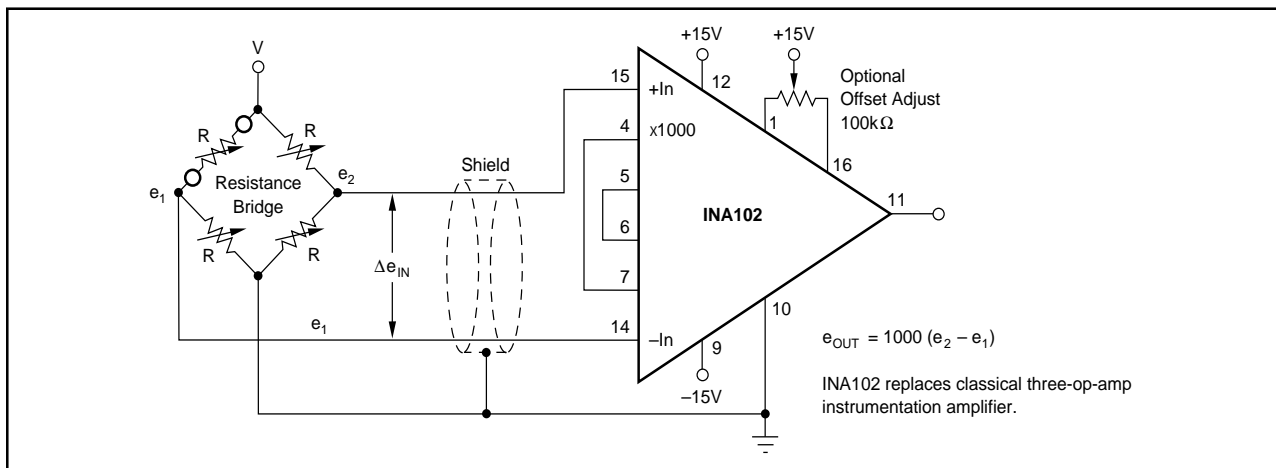 V
R
R
e1
e2
Resistance
Bridge
R
R
ΔeIN
e1
Shield
15
+In
4
x1000
5
6
7
14
–In
INA102
+15V
12
+15V
Optional
Offset Adjust
100kΩ
1
16
11
10
9
–15V
eOUT = 1000 (e2 – e1)
INA102 replaces classical three-op-amp
instrumentation amplifier.